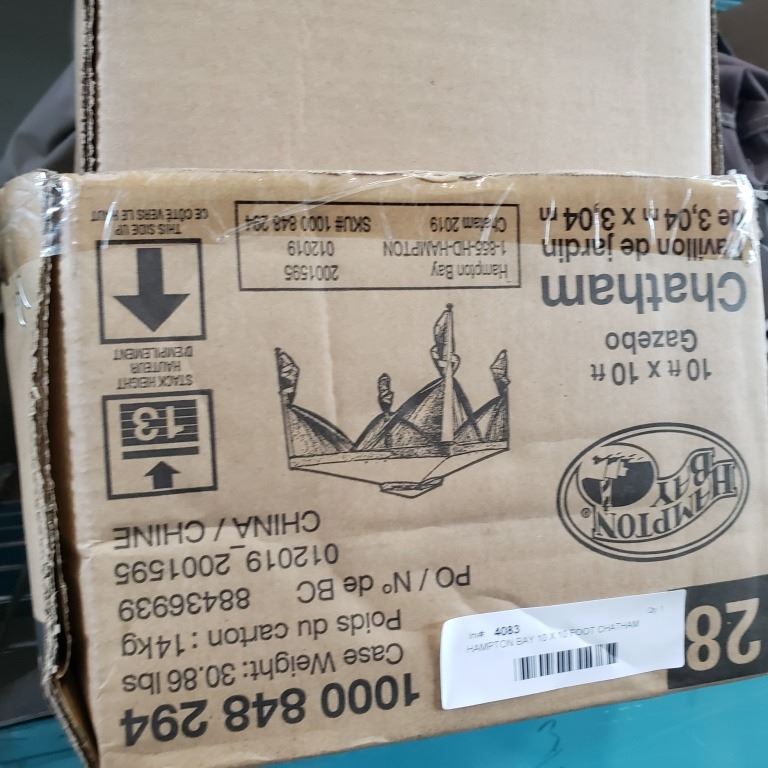 28
1000 848 294
Case Weight: 30.86 lbs
Poids du carton : 14kg
PO / N° de BC 88436939
012019_2001595
CHINA / CHINE
HAMPTON
BAY
®
10 ft x 10 ft
Gazebo
Chatham
Pavillon de jardin
de 3,04 m x 3,04 m
13
STACK HEIGHT
HAUTEUR
D'EMPILEMENT
THIS SIDE UP
CE CÔTÉ VERS LE HAUT
Hampton Bay 2001595
1-855-HD-HAMPTON 012019
Chatam 2019 SKU# 1000 848 294
Inv#: 4083 Qty 1
HAMPTON BAY 10 X 10 FOOT CHATHAM